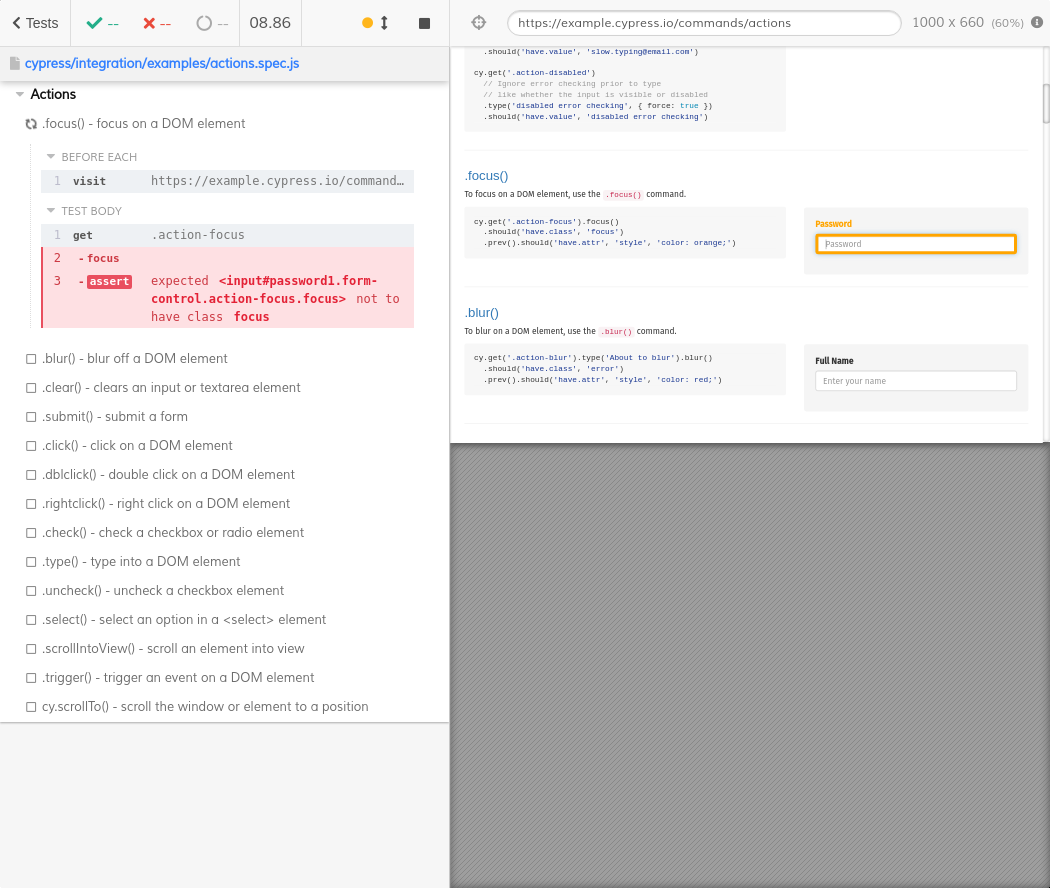 Tests
--
--
--
08.86
https://example.cypress.io/commands/actions
1000 x 660 (60%)
cypress/integration/examples/actions.spec.js
Actions
.focus() - focus on a DOM element
BEFORE EACH
1 visit https://example.cypress.io/command…
TEST BODY
1 get .action-focus
2 - focus
3 - assert expected <input#password1.form-
control.action-focus.focus> not to
have class focus
.blur() - blur off a DOM element
.clear() - clears an input or textarea element
.submit() - submit a form
.click() - click on a DOM element
.dblclick() - double click on a DOM element
.rightclick() - right click on a DOM element
.check() - check a checkbox or radio element
.type() - type into a DOM element
.uncheck() - uncheck a checkbox element
.select() - select an option in a <select> element
.scrollIntoView() - scroll an element into view
.trigger() - trigger an event on a DOM element
cy.scrollTo() - scroll the window or element to a position
.should('have.value', 'slow.typing@email.com')
cy.get('.action-disabled')
// Ignore error checking prior to type
// like whether the input is visible or disabled
.type('disabled error checking', { force: true })
.should('have.value', 'disabled error checking')
.focus()
To focus on a DOM element, use the .focus() command.
cy.get('.action-focus').focus()
.should('have.class', 'focus')
.prev().should('have.attr', 'style', 'color: orange;')
Password
Password
.blur()
To blur on a DOM element, use the .blur() command.
cy.get('.action-blur').type('About to blur').blur()
.should('have.class', 'error')
.prev().should('have.attr', 'style', 'color: red;')
Full Name
Enter your name